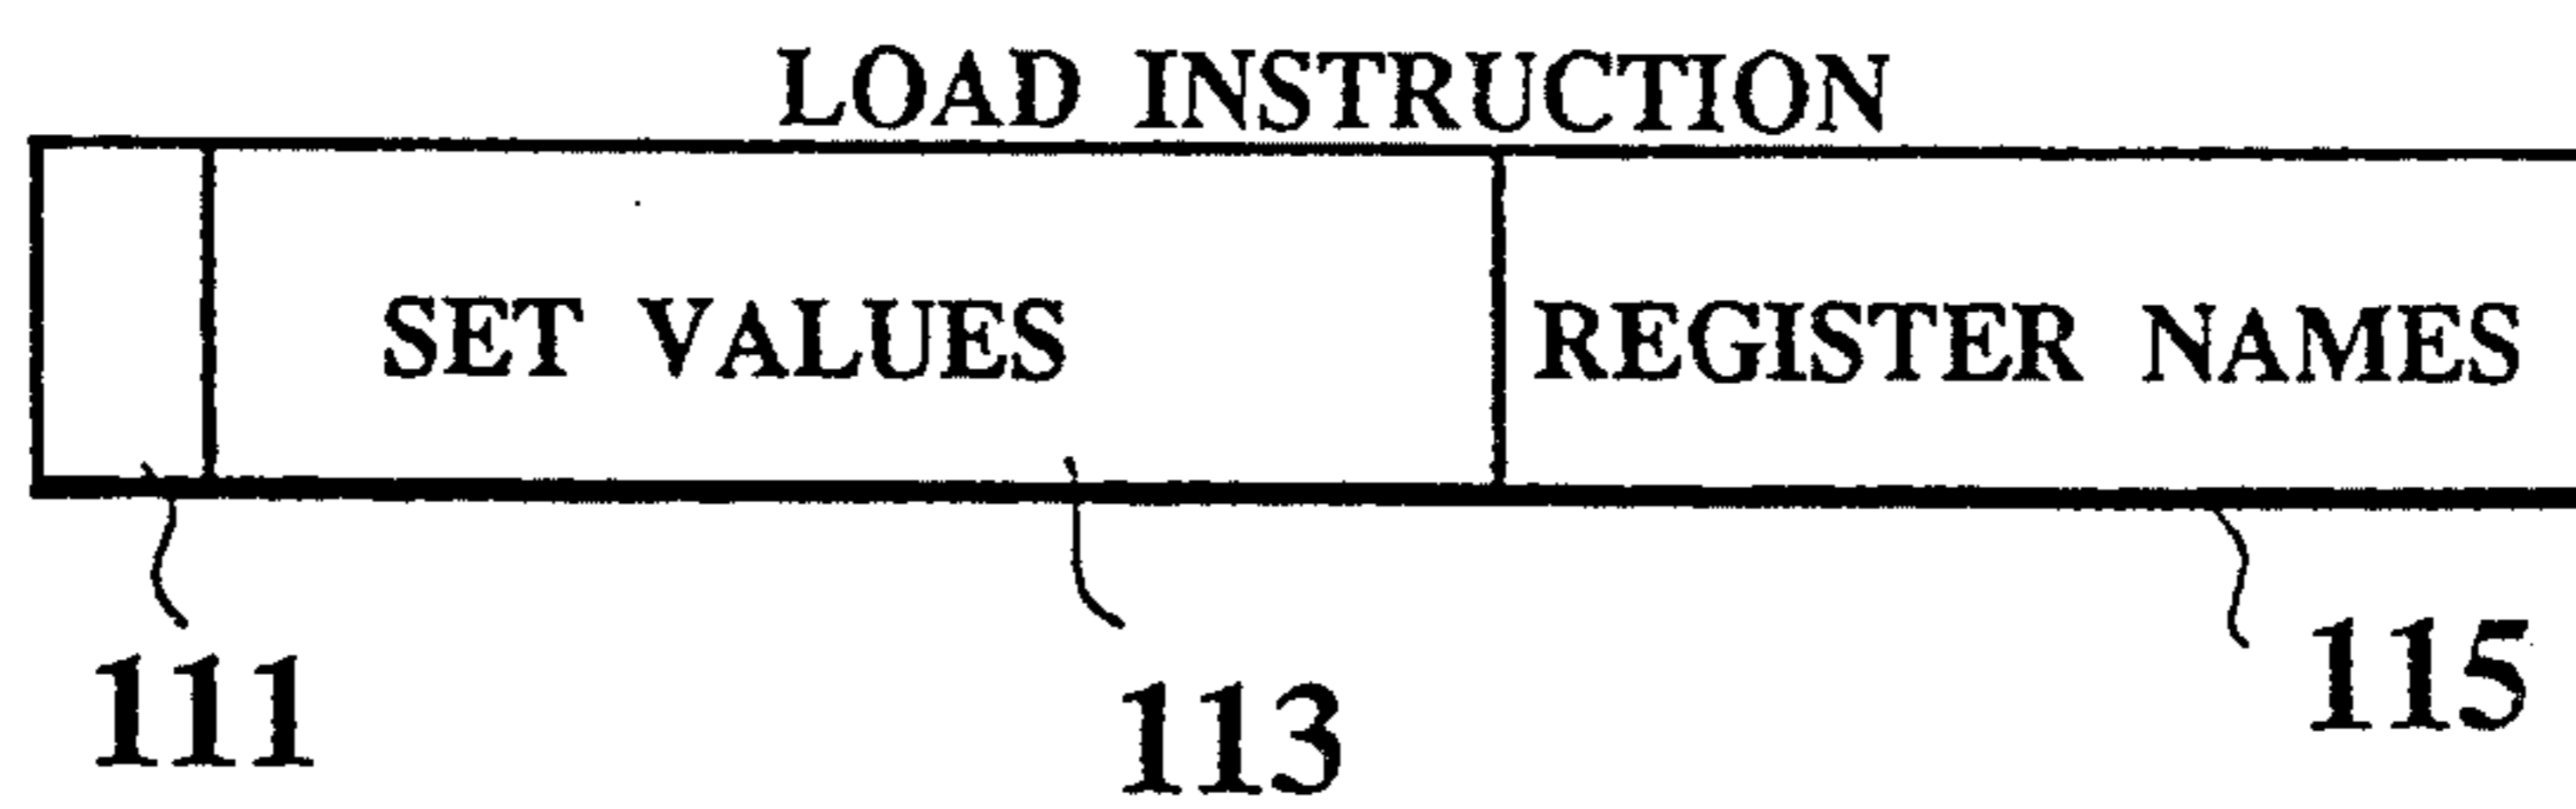 LOAD INSTRUCTION
SET VALUES REGISTER NAMES
111 113 115